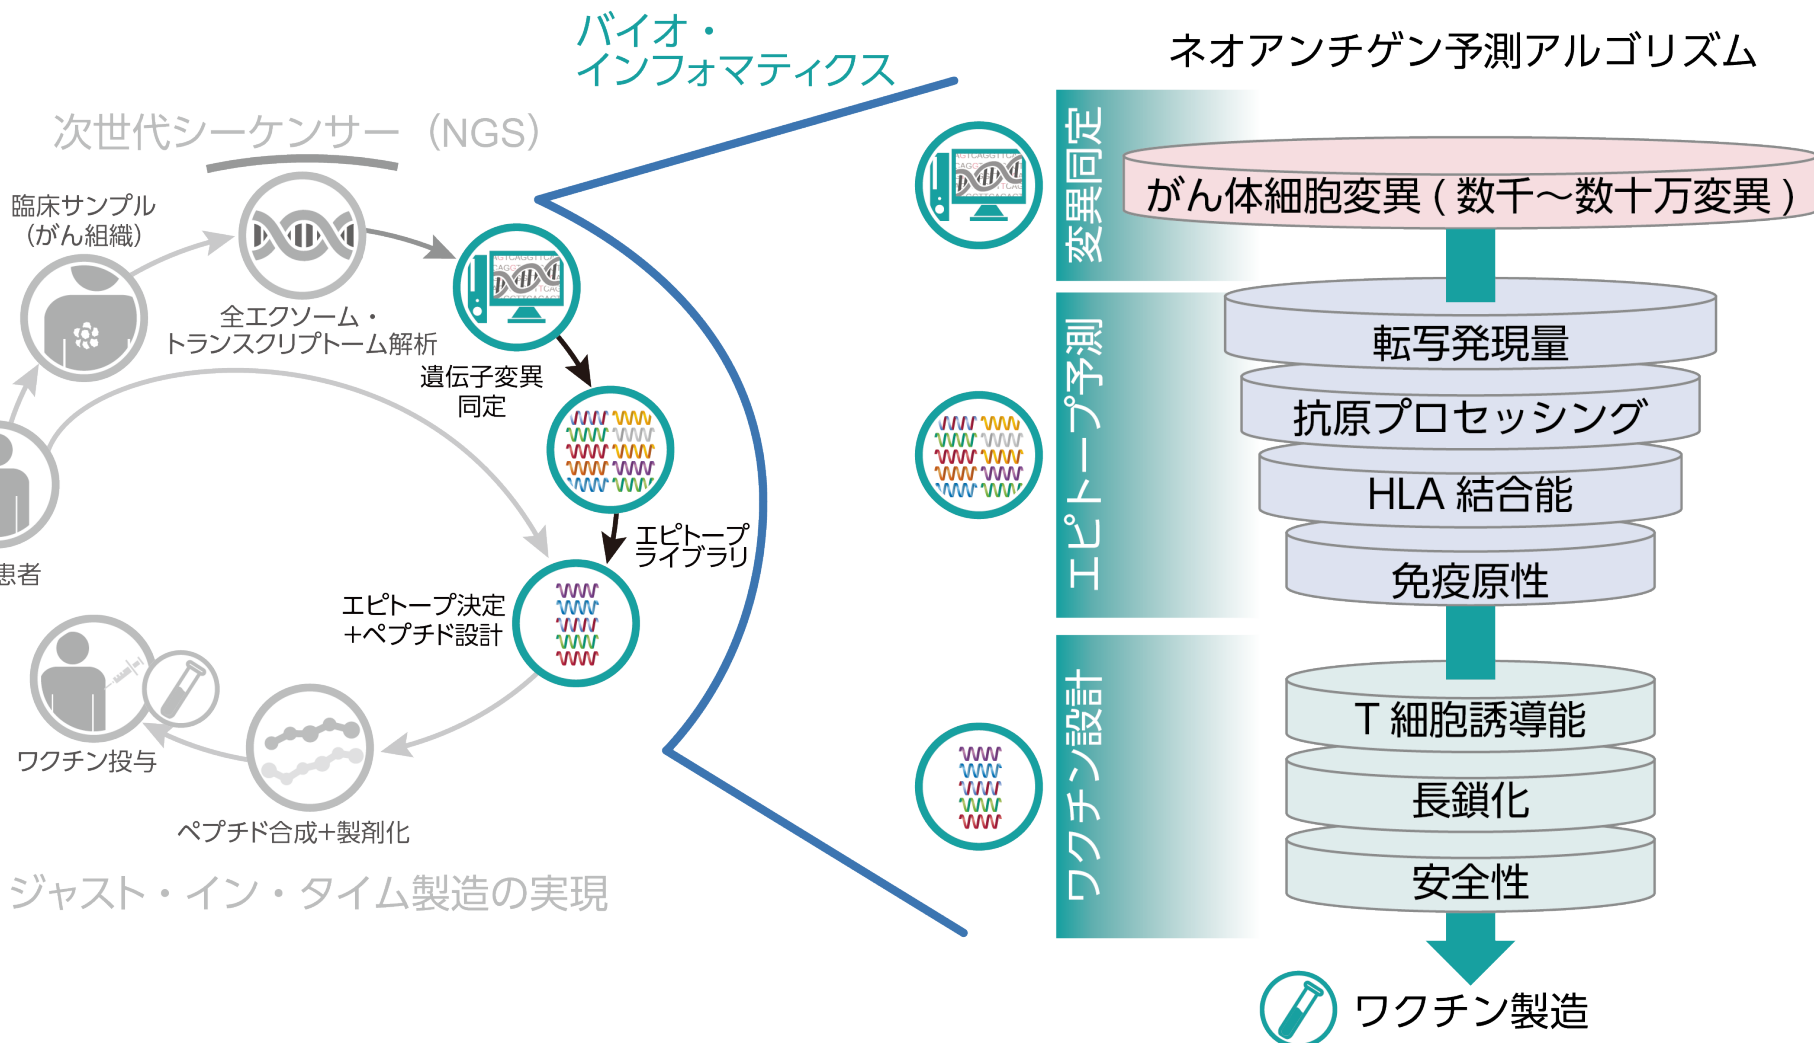 バイオ・
インフォマティクス
次世代シーケンサー（NGS）
臨床サンプル
（がん組織）
全エクソーム・
トランスクリプトーム解析
遺伝子変異
同定
エピトープ
ライブラリ
エピトープ決定
＋ペプチド設計
患者
ワクチン投与
ペプチド合成＋製剤化
ジャスト・イン・タイム製造の実現
ネオアンチゲン予測アルゴリズム
変異同定
がん体細胞変異（数千～数十万変異）
エピトープ予測
転写発現量
抗原プロセッシング
HLA 結合能
免疫原性
ワクチン設計
T 細胞誘導能
長鎖化
安全性
ワクチン製造